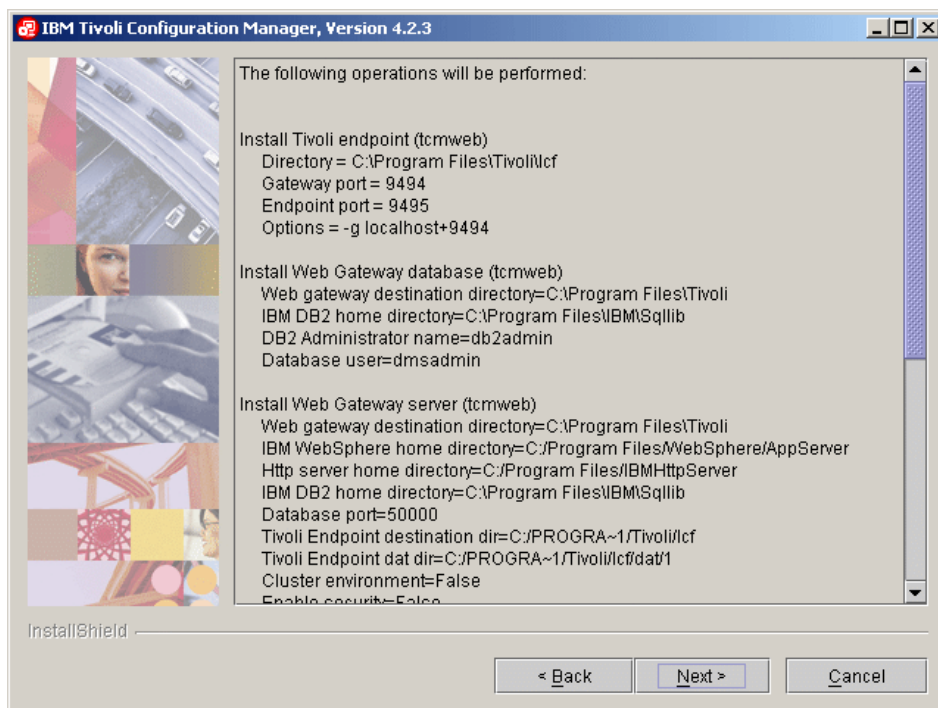 IBM Tivoli Configuration Manager, Version 4.2.3
The following operations will be performed:
Install Tivoli endpoint (tcmweb)
Directory = C:\Program Files\Tivoli\lcf
Gateway port = 9494
Endpoint port = 9495
Options = -g localhost+9494
Install Web Gateway database (tcmweb)
Web gateway destination directory=C:\Program Files\Tivoli
IBM DB2 home directory=C:\Program Files\IBM\Sqllib
DB2 Administrator name=db2admin
Database user=dmsadmin
Install Web Gateway server (tcmweb)
Web gateway destination directory=C:\Program Files\Tivoli
IBM WebSphere home directory=C:/Program Files/WebSphere/AppServer
Http server home directory=C:/Program Files/IBMHttpServer
IBM DB2 home directory=C:\Program Files\IBM\Sqllib
Database port=50000
Tivoli Endpoint destination dir=C:/PROGRA~1/Tivoli/lcf
Tivoli Endpoint dat dir=C:/PROGRA~1/Tivoli/lcf/dat/1
Cluster environment=False
Enable security=False
InstallShield
< Back
Next >
Cancel